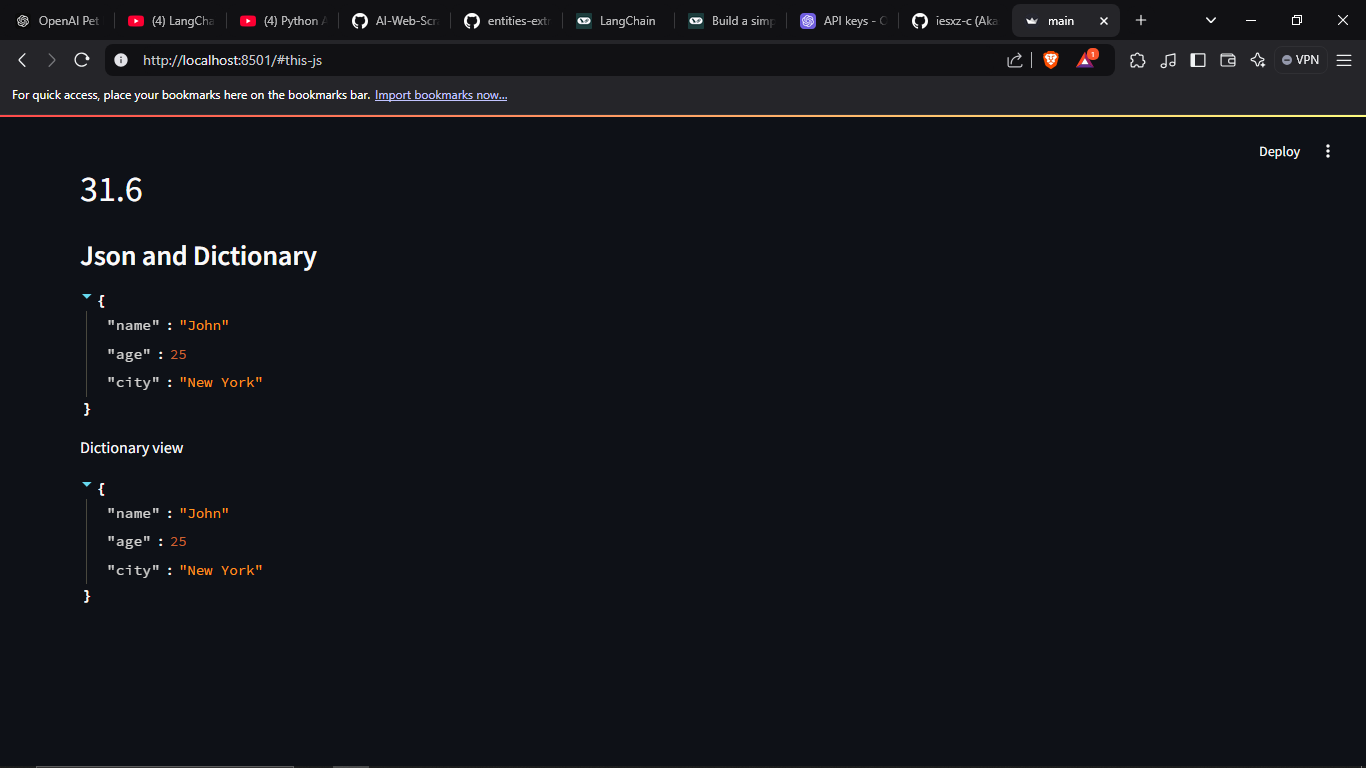 OpenAI Pet
(4) LangCha
(4) Python A
AI-Web-Scr
entities-extr
LangChain
Build a simp
API keys - O
iesxz-c (Aka
main
http://localhost:8501/#this-js
1
VPN
For quick access, place your bookmarks here on the bookmarks bar. Import bookmarks now...
Deploy
31.6
Json and Dictionary
{
"name" : "John"
"age" : 25
"city" : "New York"
}
Dictionary view
{
"name" : "John"
"age" : 25
"city" : "New York"
}